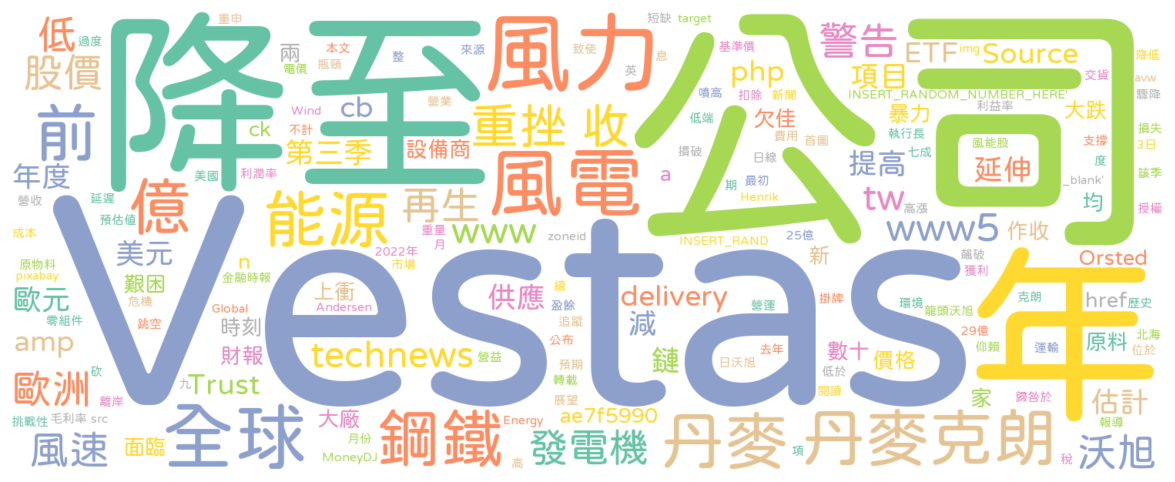 降至
公司
Vestas
年
風力
風電
億
前
低
股價
重申
過度
兩
電價
本文
瓶頸
整
來源
營業
cb
重挫
收
ck
第三季
設備商
Wind
不計
美國
利潤率
年度
營收
延遲
預估值
能源
再生
www
短缺
target
致使
息
英
基準價
警告
ETF
img
Source
php
項目
INSERT_RANDOM_NUMBER_HERE'
交貨
降低
avw
驟降
噴高
扣除
新聞
暴力
利益率
大跌
損失
3日
低端
欠佳
費用
首圖
執行長
七成
風能股
支撐
該季
損破
日線
提高
延伸
度
_blank'
a
期
最初
Henrik
tw
高漲
均
授權
成本
美元
原物料
pixabay
艱困
危機
n
2022年
重量
月
市場
金融時報
zoneid
INSERT_RAND
25億
新
www5
作收
飆破
獲利
Orsted
歐元
零組件
跳空
Global
上衝
Andersen
時刻
供應
delivery
減
續
盈餘
追蹤
營運
掛牌
環境
龍頭沃旭
克朗
href
歷史
amp
財報
technews
營益
公布
預期
鏈
日沃旭
去年
數十
低於
29億
仰賴
價格
運輸
原料
北海
位於
歐洲
砍
離岸
九
Trust
轉載
展望
閱讀
家
歸咎於
估計
報導
挑戰性
毛利率
src
全球
大廠
鋼鐵
Energy
ae7f5990
丹麥
丹麥克朗
風速
面臨
月份
MoneyDJ
高
發電機
項
稅
沃旭